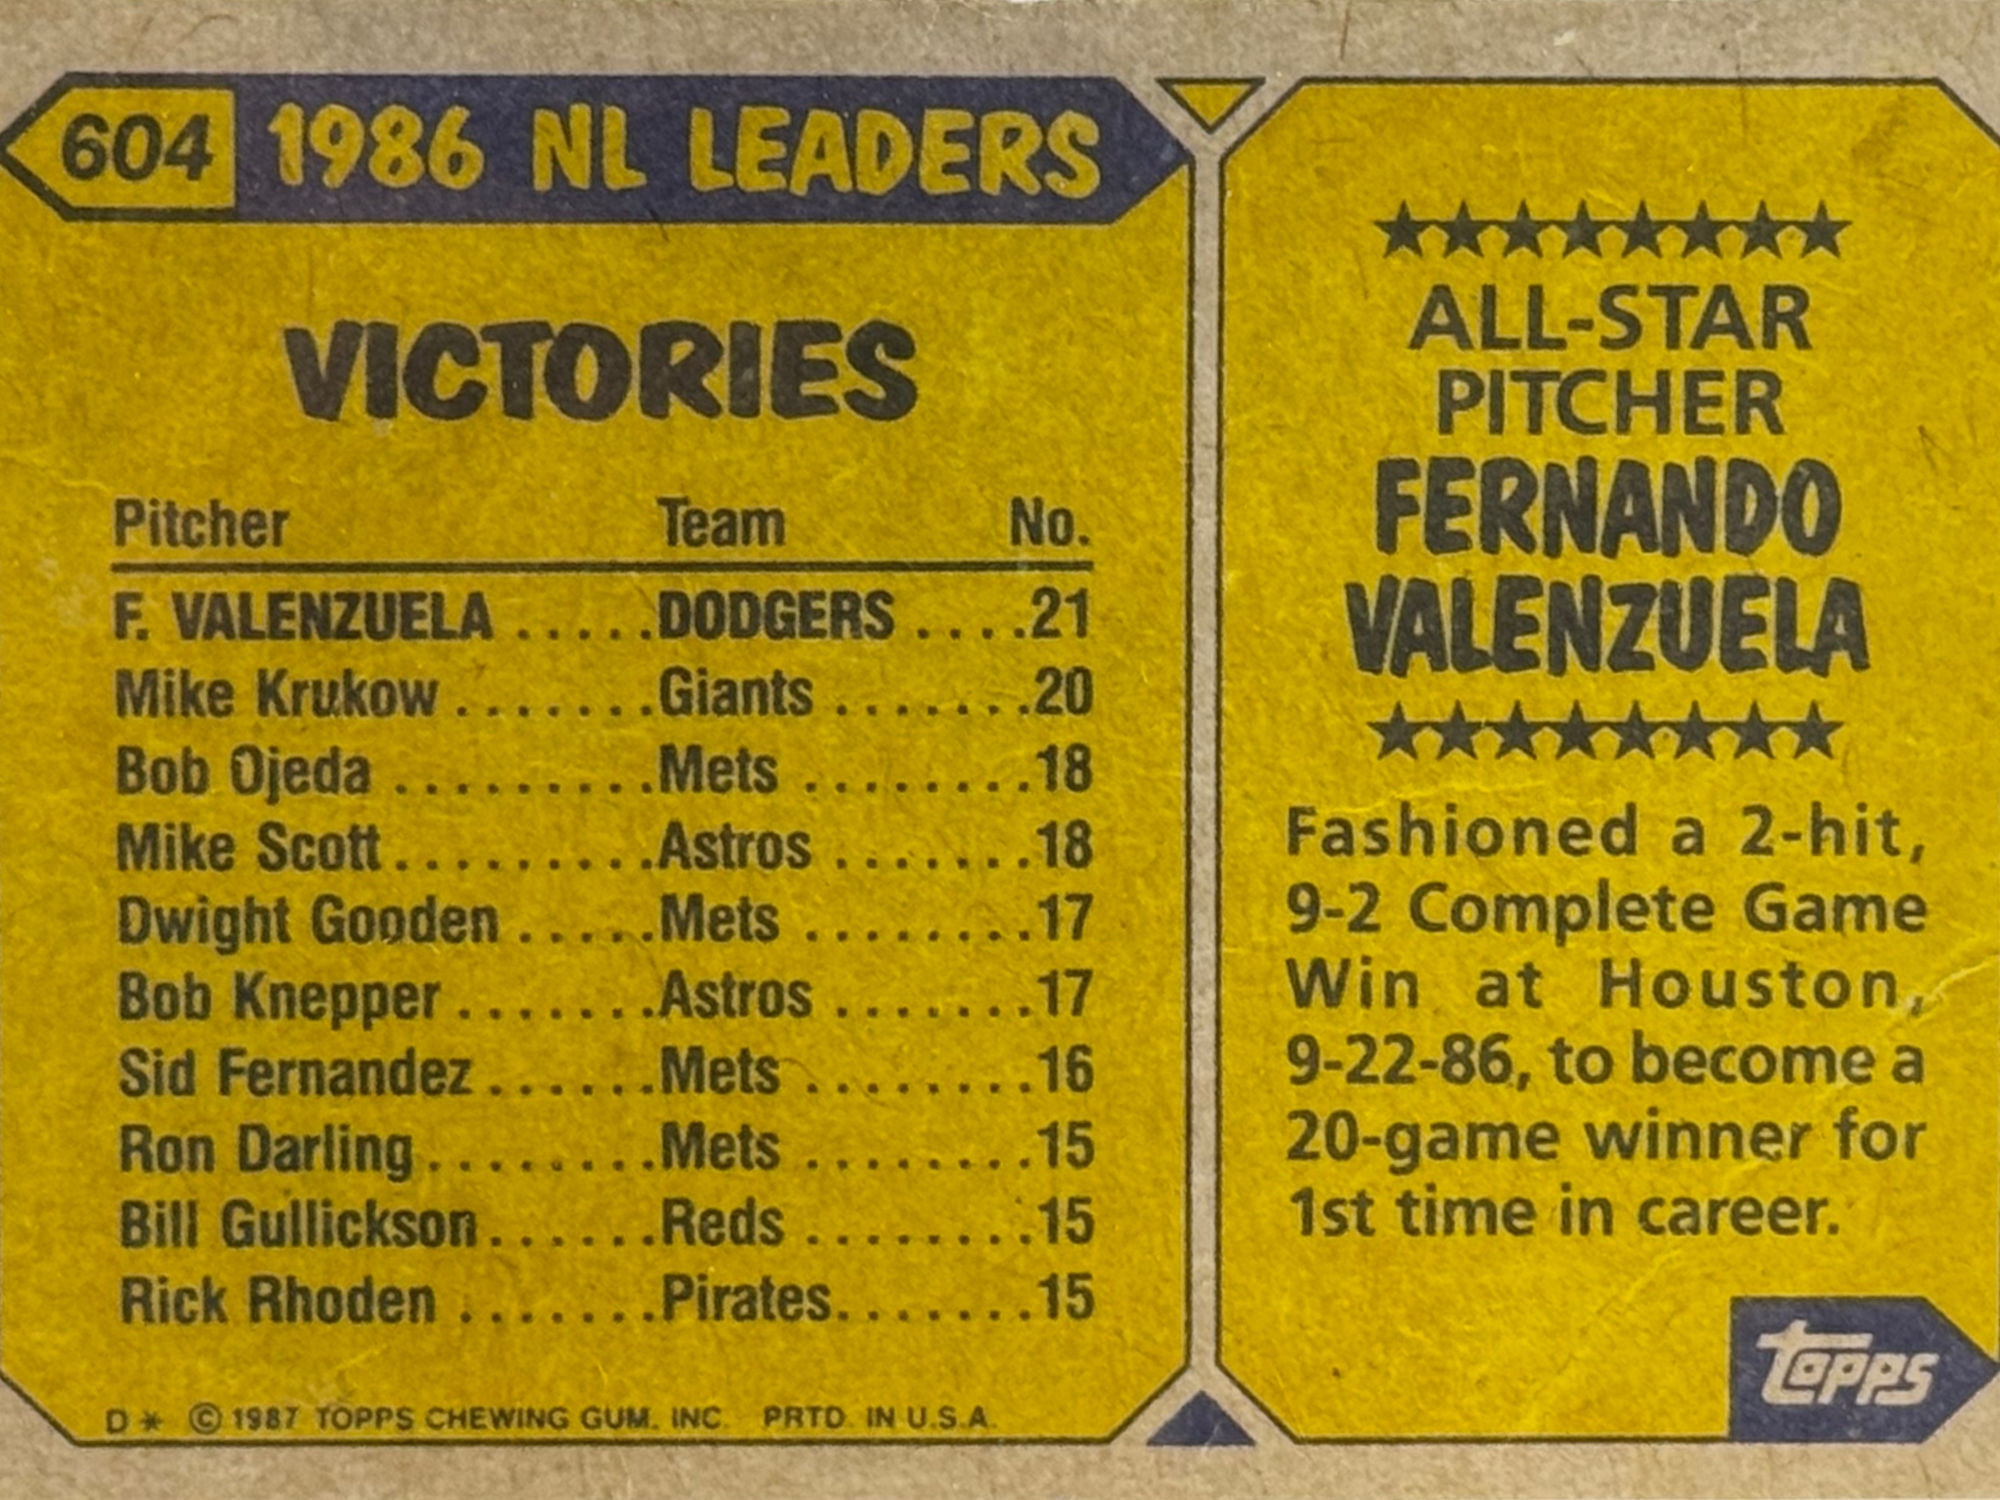 604 1986 NL LEADERS
VICTORIES
Pitcher Team No.
F. VALENZUELA .....DODGERS ....21
Mike Krukow .......Giants .......20
Bob Ojeda .........Mets ........18
Mike Scott.........Astros .......18
Dwight Gooden .....Mets ........17
Bob Knepper .......Astros .......17
Sid Fernandez ......Mets ........16
Ron Darling........Mets ........15
Bill Gullickson......Reds ........15
Rick Rhoden .......Pirates.......15
D * © 1987 TOPPS CHEWING GUM. INC. PRTD. IN U.S.A.
ALL-STAR
PITCHER
FERNANDO
VALENZUELA
Fashioned a 2-hit,
9-2 Complete Game
Win at Houston,
9-22-86, to become a
20-game winner for
1st time in career.
topps